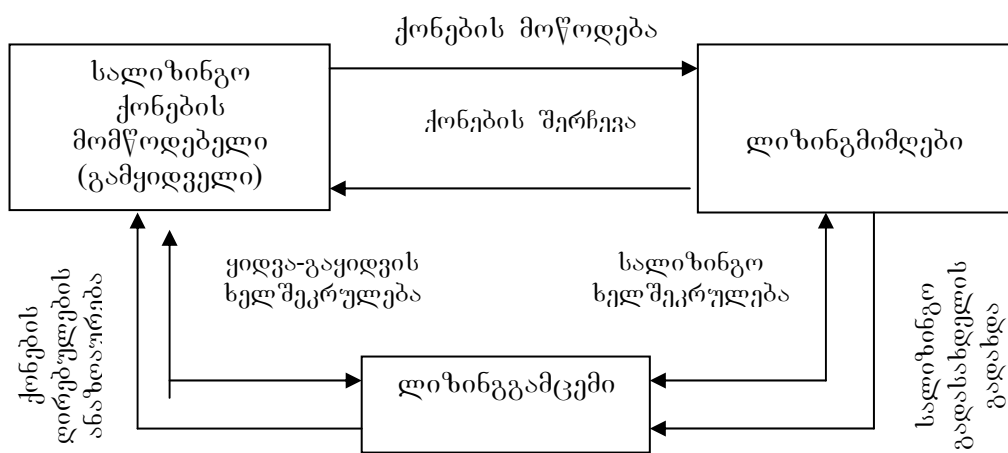 ქონების მოწოდება
სალიზინგო
ქონების
მომწოდებელი
(გამყიდველი)
ქონების შერჩევა
ლიზინგმიმღები
ყიდვა-გაყიდვის
ხელშეკრულება
სალიზინგო
ხელშეკრულება
ქონების
ღირებულების
ანაზღაურება
ლიზინგგამცემი
სალიზინგო
გადასახდელის
გადახდა